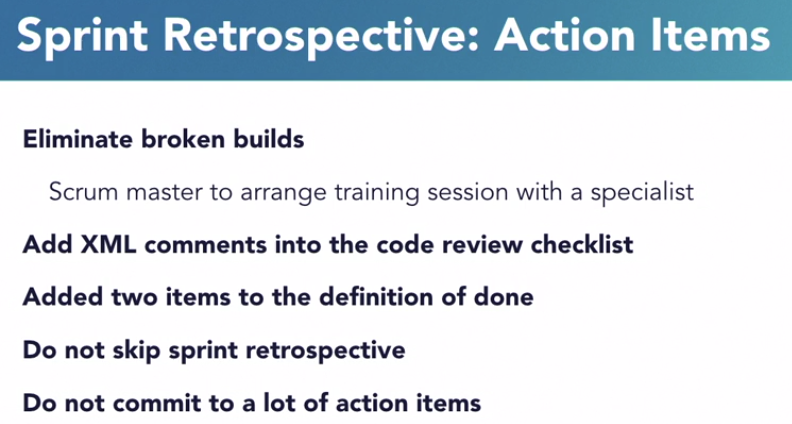 Sprint Retrospective: Action Items
Eliminate broken builds
Scrum master to arrange training session with a specialist
Add XML comments into the code review checklist
Added two items to the definition of done
Do not skip sprint retrospective
Do not commit to a lot of action items